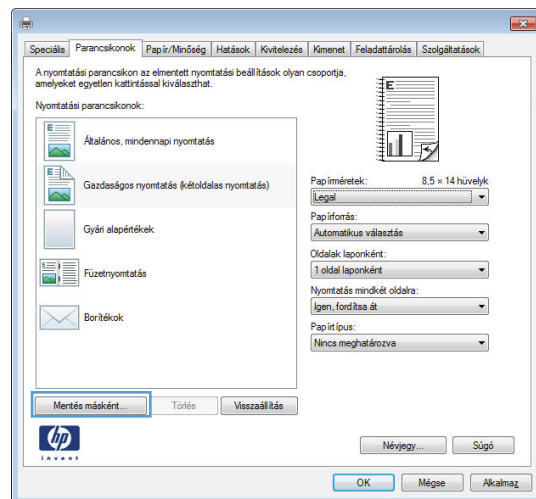 Speciális Parancsikonok Papír/Minőség Hatások Kivitelezés Kimenet Feladattárolás Szolgáltatások
A nyomtatási parancsikon az elmentett nyomtatási beállítások olyan csoportja,
amelyeket egyetlen kattintással kiválaszthat.
Nyomtatási parancsikonok:
Általános, mindennapi nyomtatás
Gazdaságos nyomtatás (kétoldalas nyomtatás)
Gyári alapértékek
Füzetnyomtatás
Borítékok
E
Papírméretek: 8,5 × 14 hüvelyk
Legal
Papírforrás:
Automatikus választás
Oldalak laponként:
1 oldal laponként
Nyomtatás mindkét oldalra:
Igen, fordítsa át
Papírtípus:
Nincs meghatározva
Mentés másként... Törlés Visszaállítás
hp
invent
Névjegy... Súgó
OK Mégse Alkalmaz